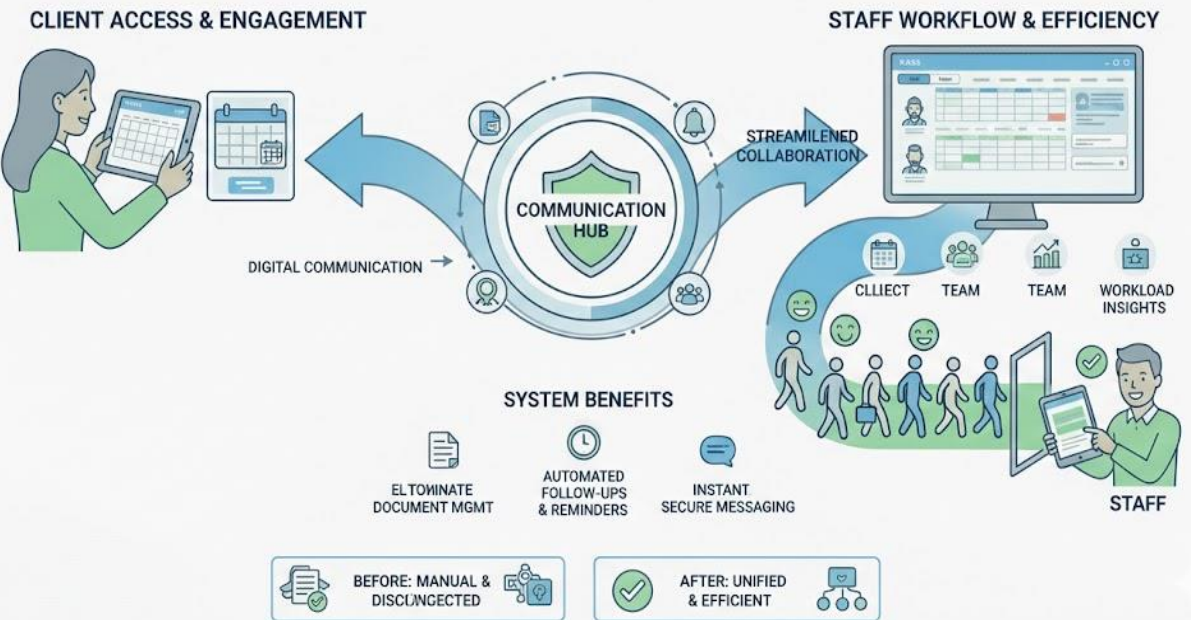 CLIENT ACCESS & ENGAGEMENT
STAFF WORKFLOW & EFFICIENCY
STREAMILENED
COLLABORATION
COMMUNICATION
HUB
DIGITAL COMMUNICATION
CLLIECT
TEAM
TEAM
WORKLOAD
INSIGHTS
SYSTEM BENEFITS
ELTOWINATE
DOCUMENT MGMT
AUTOMATED
FOLLOW-UPS
& REMINDERS
INSTANT
SECURE MESSAGING
STAFF
BEFORE: MANUAL &
DISCUNGECTED
AFTER: UNIFIED
& EFFICIENT